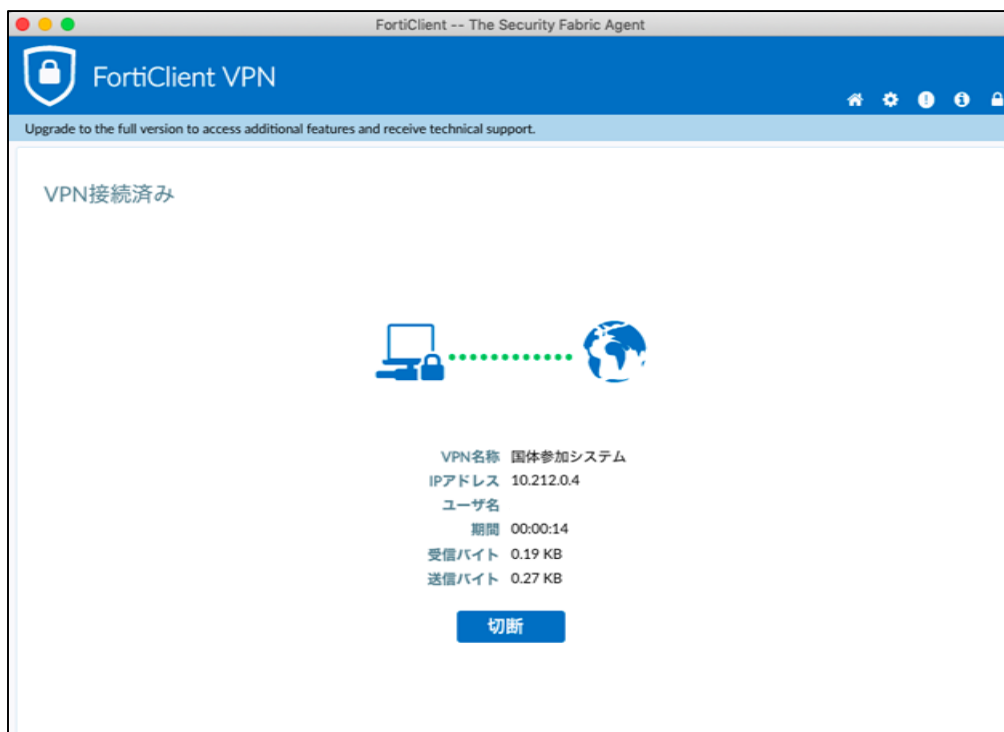 FortiClient -- The Security Fabric Agent
FortiClient VPN
Upgrade to the full version to access additional features and receive technical support.
VPN接続済み
VPN名称 国体参加システム
IPアドレス 10.212.0.4
ユーザ名
期間 00:00:14
受信バイト 0.19 KB
送信バイト 0.27 KB
切断